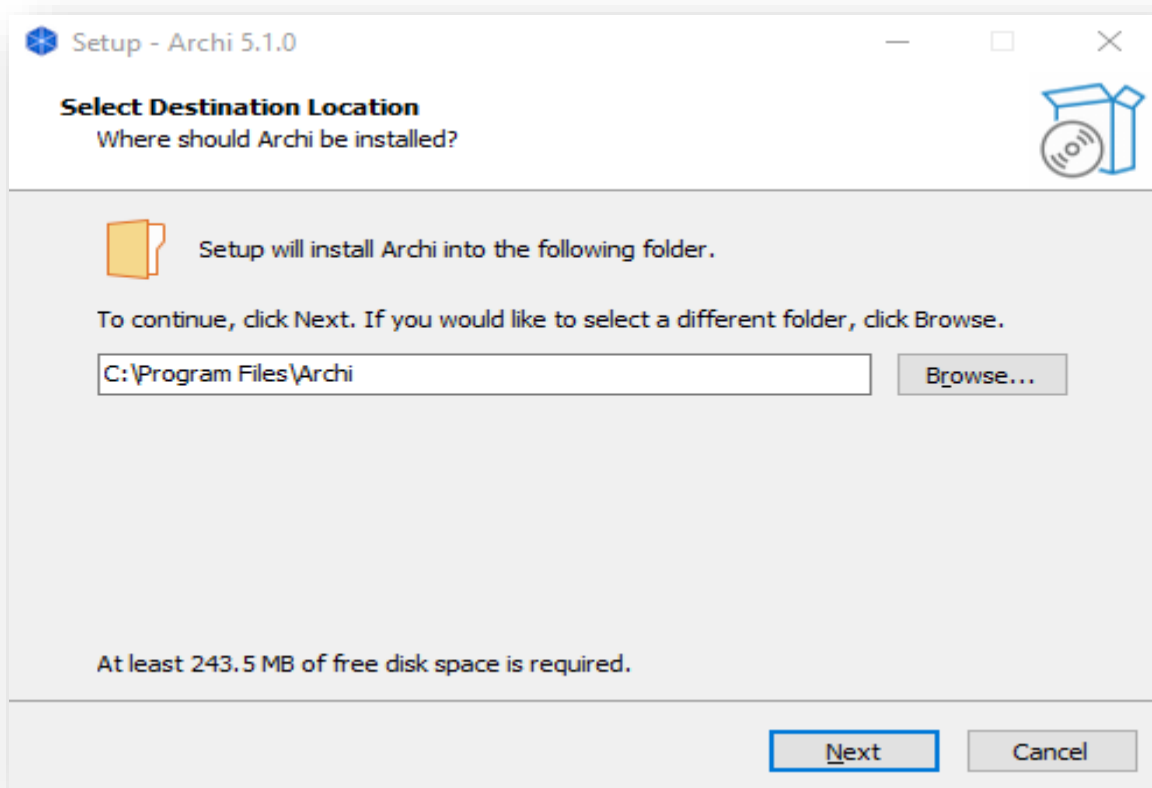 Setup - Archi 5.1.0
Select Destination Location
Where should Archi be installed?
Setup will install Archi into the following folder.
To continue, click Next. If you would like to select a different folder, click Browse.
C:\Program Files\Archi
Browse...
At least 243.5 MB of free disk space is required.
Next
Cancel